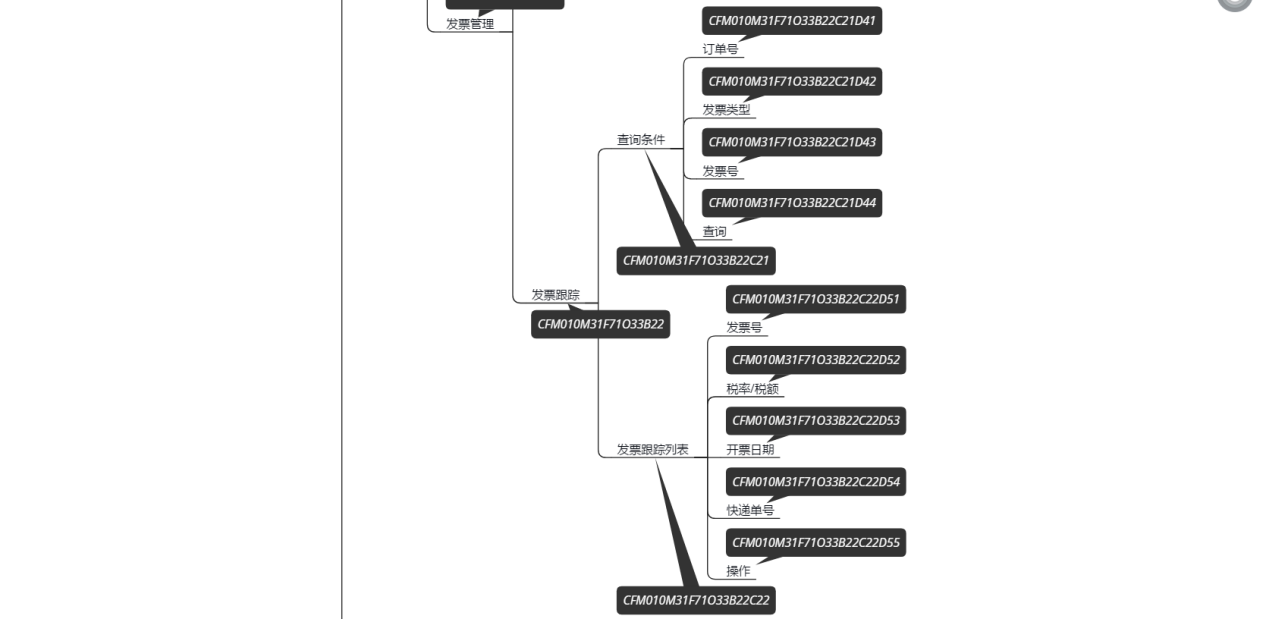 发票管理
CFM010M31F71O33B22C21D41
订单号
CFM010M31F71O33B22C21D42
发票类型
查询条件
CFM010M31F71O33B22C21D43
发票号
CFM010M31F71O33B22C21D44
查询
CFM010M31F71O33B22C21
发票跟踪
CFM010M31F71O33B22
CFM010M31F71O33B22C22D51
发票号
CFM010M31F71O33B22C22D52
税率/税额
CFM010M31F71O33B22C22D53
发票跟踪列表
开票日期
CFM010M31F71O33B22C22D54
快递单号
CFM010M31F71O33B22C22D55
操作
CFM010M31F71O33B22C22